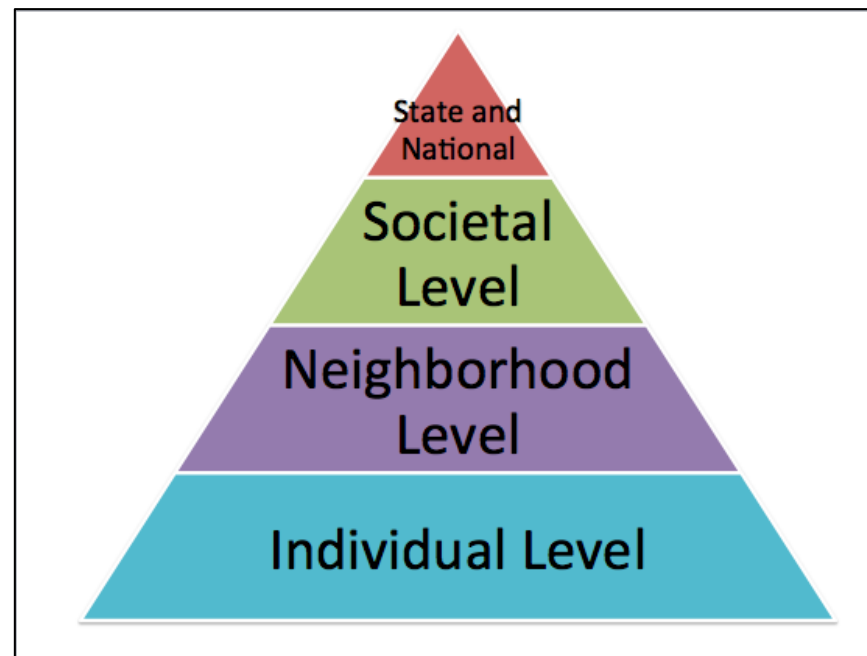 State and
National
Societal
Level
Neighborhood
Level
Individual Level